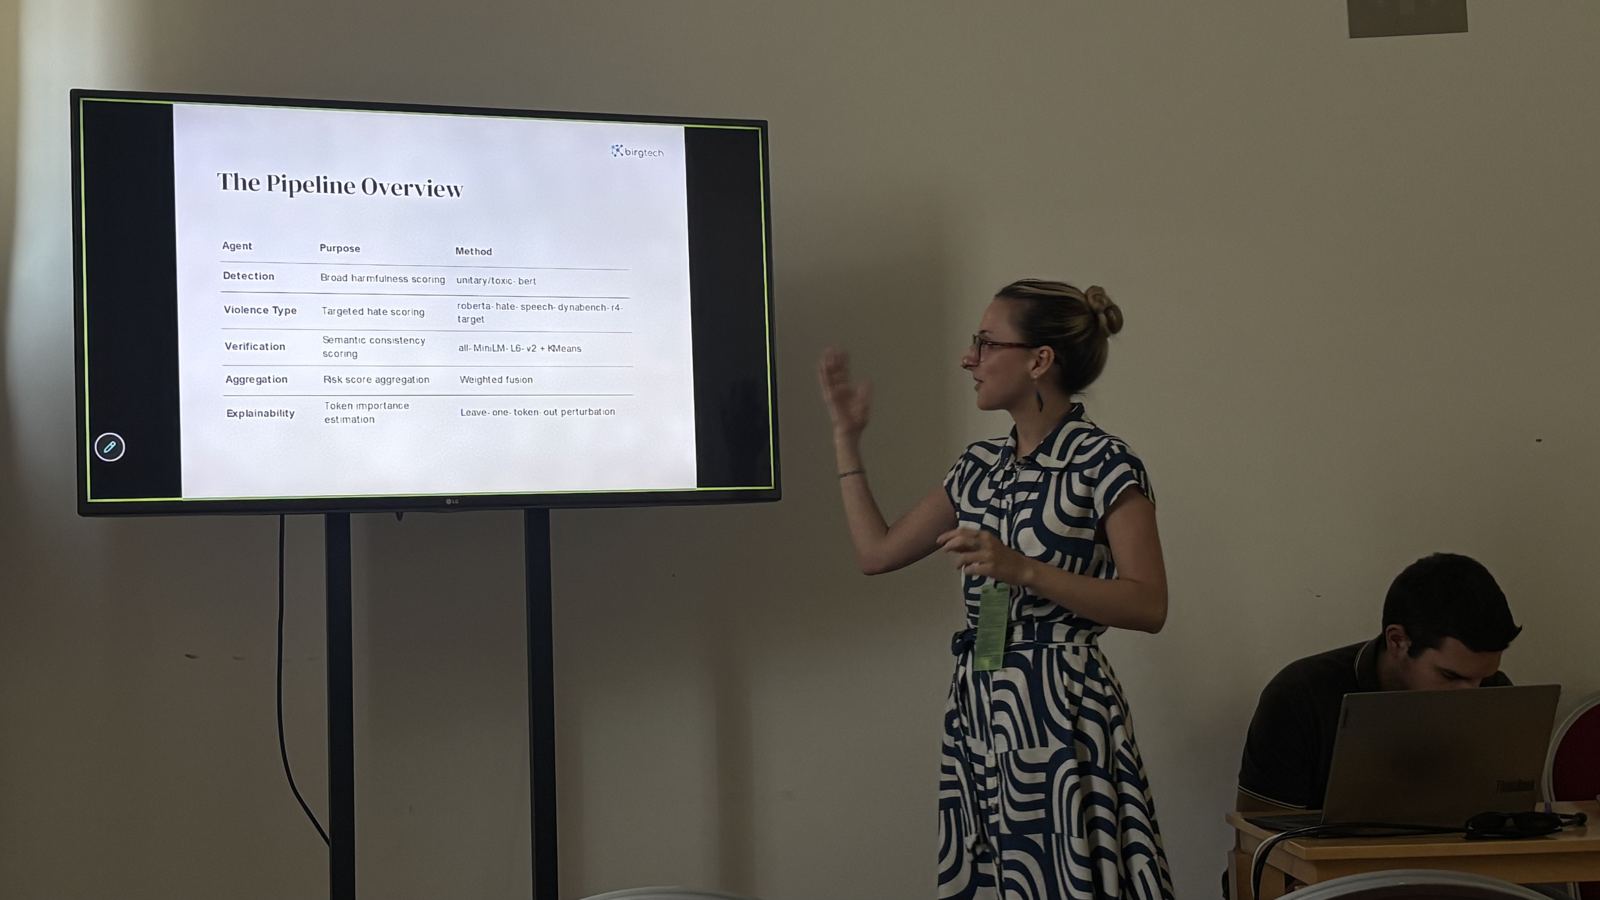 birgtech
The Pipeline Overview
Agent Purpose Method
Detection Broad harmfulness scoring unitary/toxic-bert
Violence Type Targeted hate scoring roberta-hate-speech-dynabench-r4-
target
Verification Semantic consistency
scoring all-MiniLM-L6-v2 + KMeans
Aggregation Risk score aggregation Weighted fusion
Explainability Token importance
estimation Leave-one-token-out perturbation
LG
ThinkBook